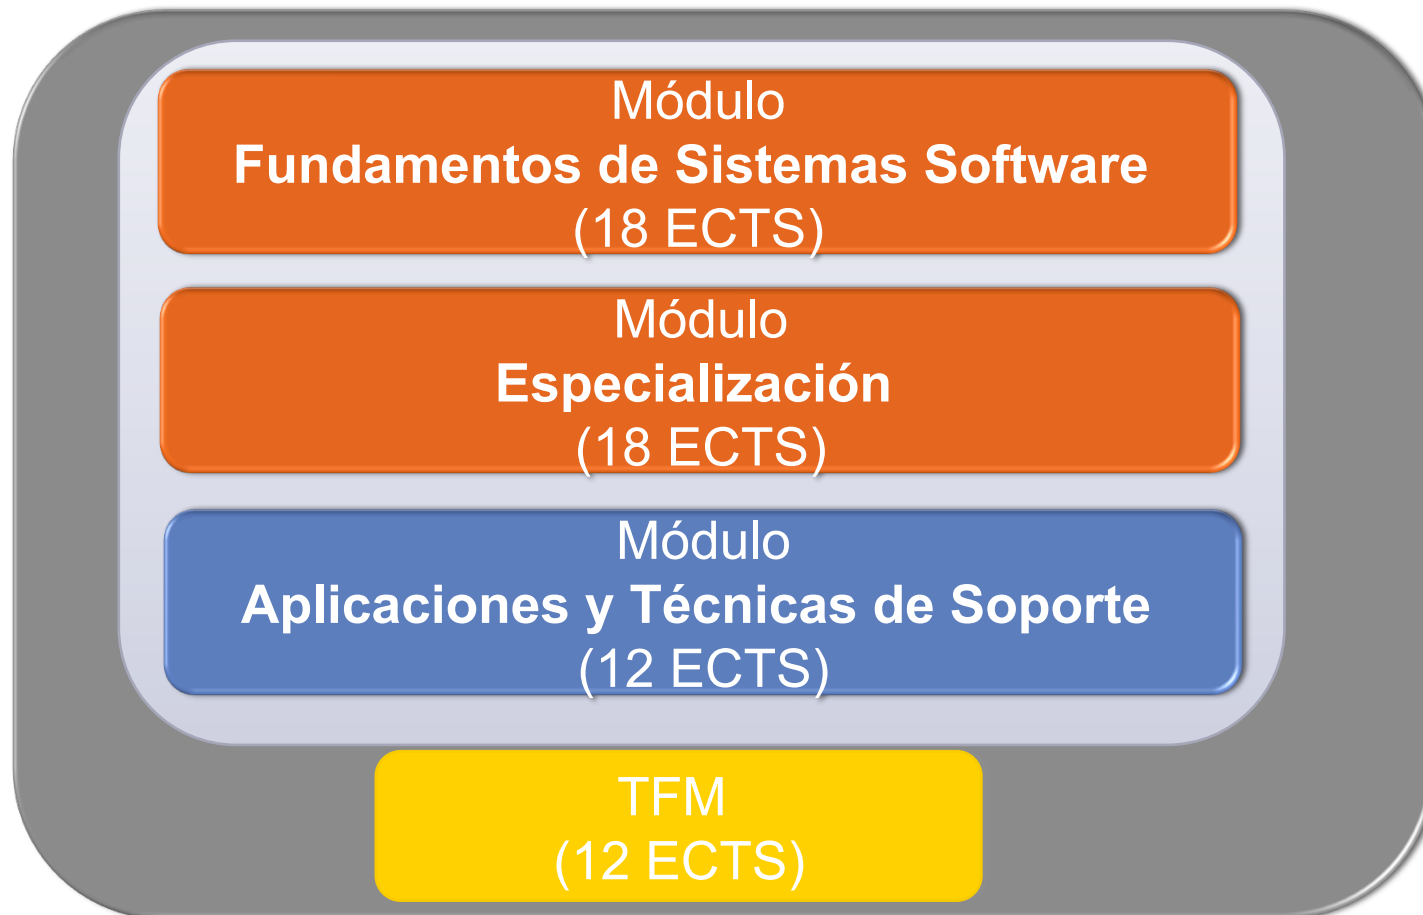 Módulo
Fundamentos de Sistemas Software
(18 ECTS)
Módulo
Especialización
(18 ECTS)
Módulo
Aplicaciones y Técnicas de Soporte
(12 ECTS)
TFM
(12 ECTS)